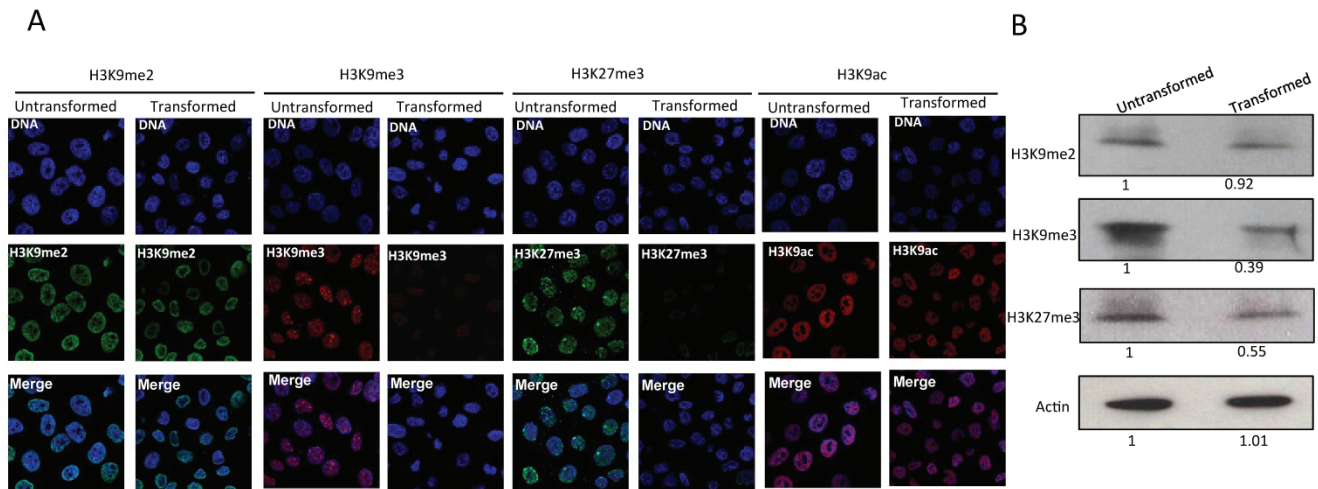 A
H3K9me2 H3K9me3 H3K27me3 H3K9ac
Untransformed Transformed Untransformed Transformed Untransformed Transformed Untransformed Transformed
DNA DNA DNA DNA DNA DNA DNA DNA
H3K9me2 H3K9me2 H3K9me3 H3K9me3 H3K27me3 H3K27me3 H3K9ac H3K9ac
Merge Merge Merge Merge Merge Merge Merge Merge
B
Untransformed Transformed
H3K9me2
1 0.92
H3K9me3
1 0.39
H3K27me3
1 0.55
Actin
1 1.01